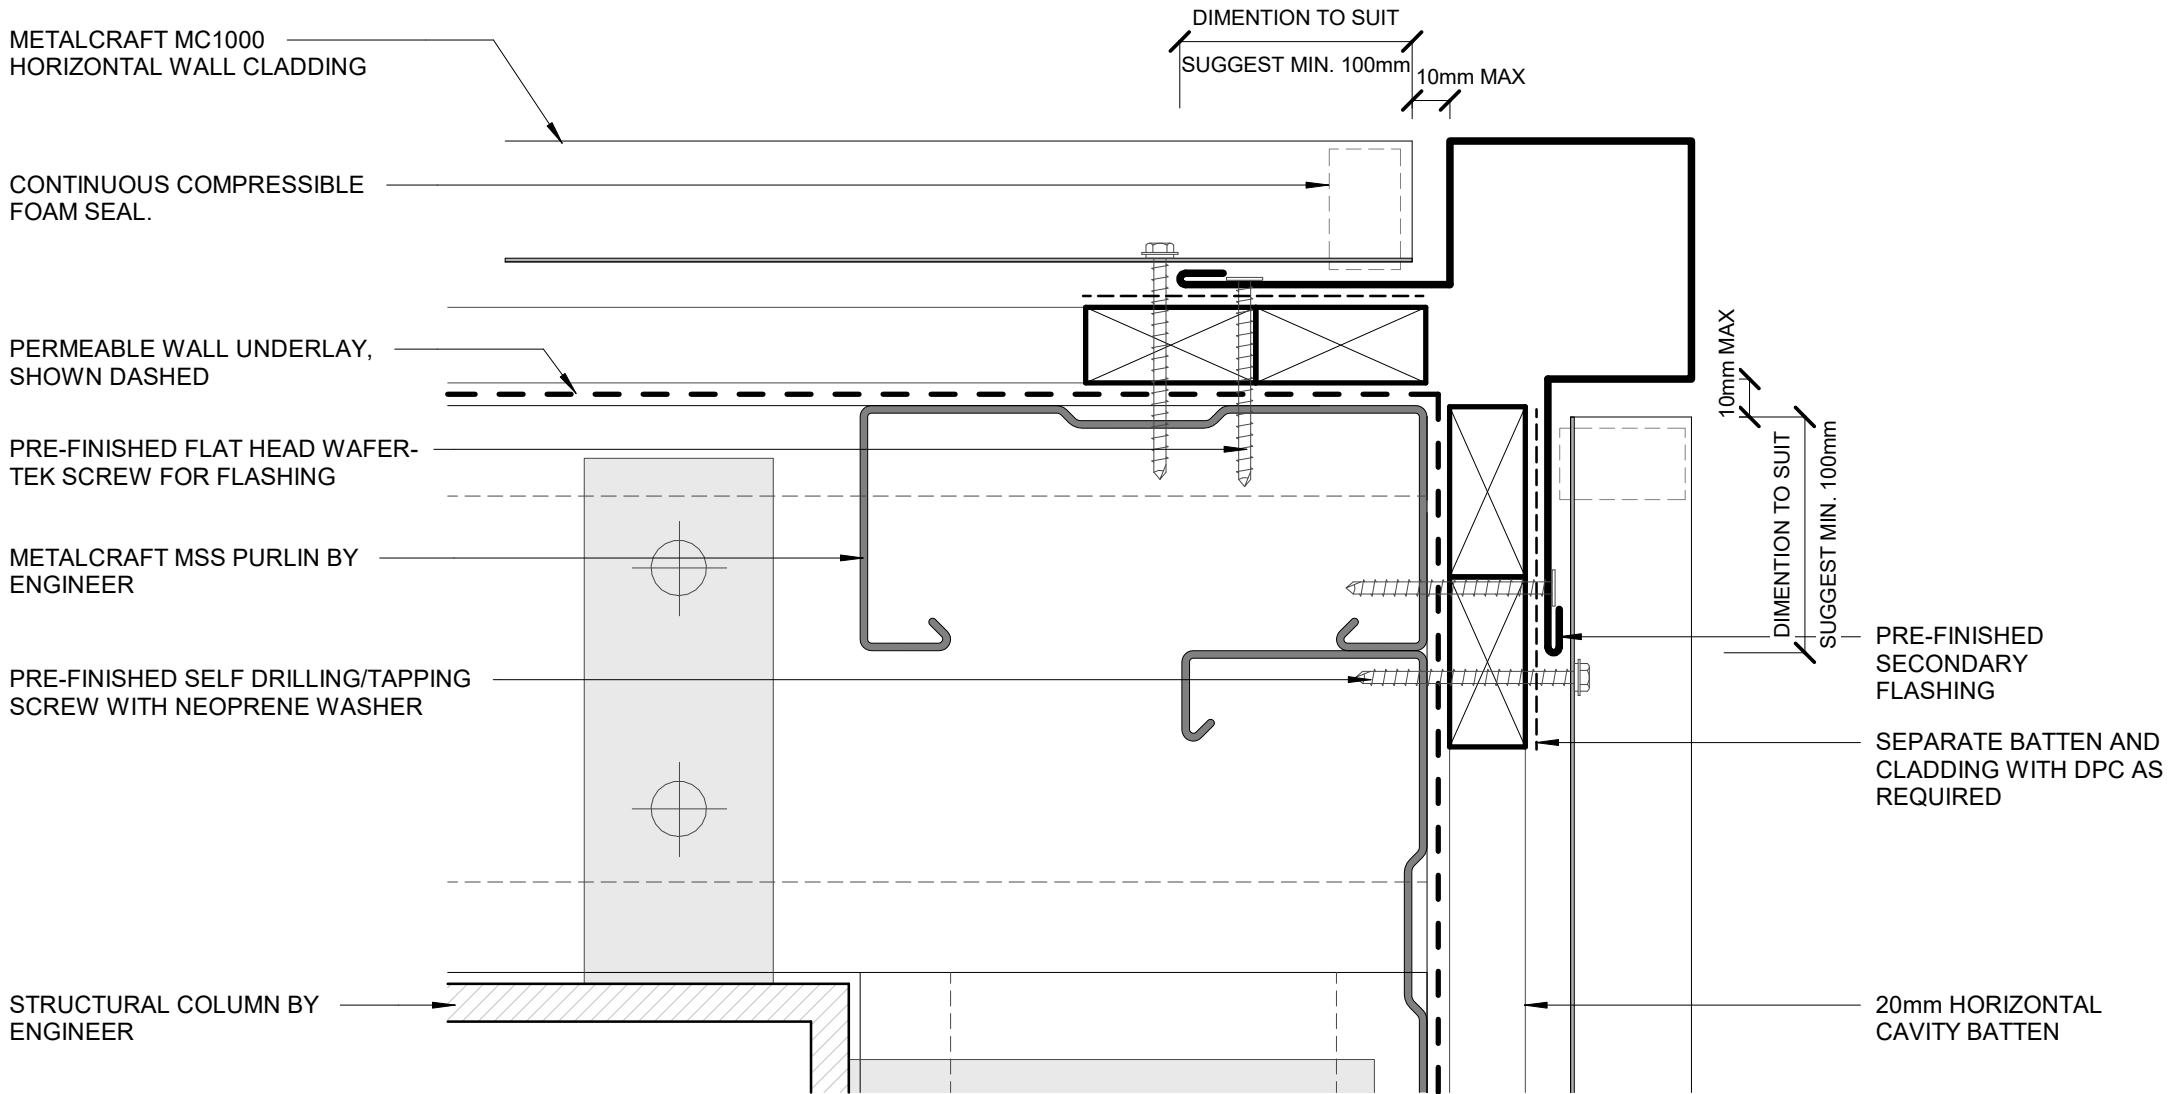 METALCRAFT MC1000
HORIZONTAL WALL CLADDING
CONTINUOUS COMPRESSIBLE
FOAM SEAL.
PERMEABLE WALL UNDERLAY,
SHOWN DASHED
PRE-FINISHED FLAT HEAD WAFER-
TEK SCREW FOR FLASHING
METALCRAFT MSS PURLIN BY
ENGINEER
PRE-FINISHED SELF DRILLING/TAPPING
SCREW WITH NEOPRENE WASHER
STRUCTURAL COLUMN BY
ENGINEER
DIMENTION TO SUIT
SUGGEST MIN. 100mm
10mm MAX
10mm MAX
DIMENTION TO SUIT
SUGGEST MIN. 100mm
PRE-FINISHED
SECONDARY
FLASHING
SEPARATE BATTEN AND
CLADDING WITH DPC AS
REQUIRED
20mm HORIZONTAL
CAVITY BATTEN